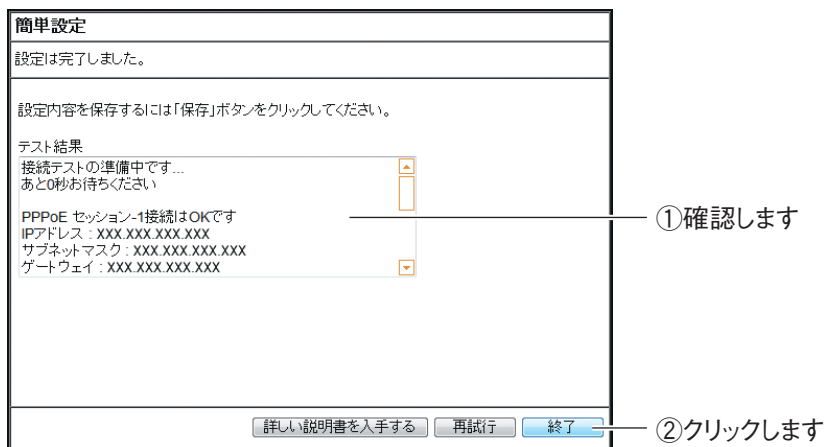 簡単設定
設定は完了しました。
設定内容を保存するには「保存」ボタンをクリックしてください。
テスト結果
接続テストの準備中です...
あと0秒お待ちください
PPPoE セッション-1接続はOKです
IPアドレス : XXX.XXX.XXX.XXX
サブネットマスク : XXX.XXX.XXX.XXX
ゲートウェイ : XXX.XXX.XXX.XXX
①確認します
詳しい説明書を入手する 再試行 終了
②クリックします